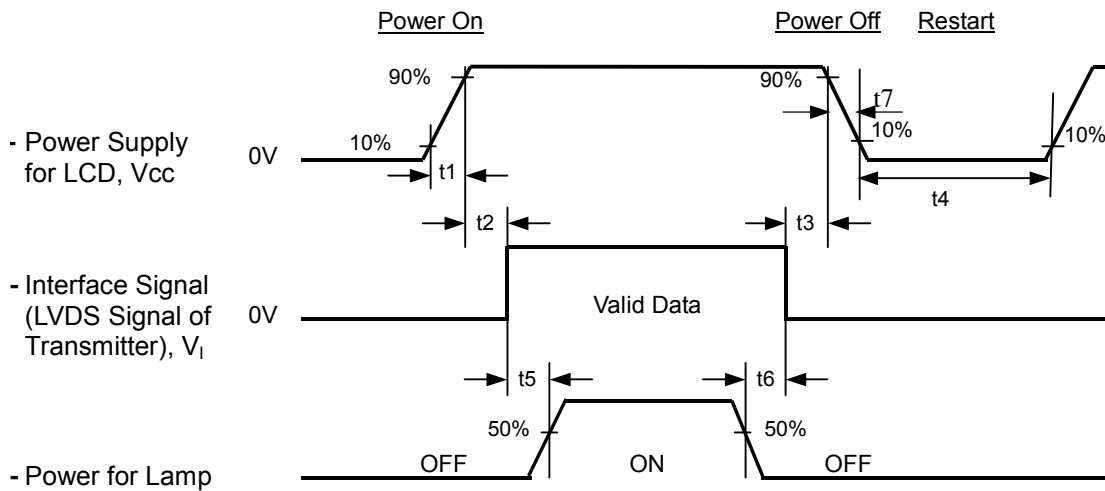 Power On
Power Off
Restart
90%
90%
t7
- Power Supply
for LCD, Vcc
0V
10%
10%
10%
t1
t4
t2
t3
- Interface Signal
(LVDS Signal of
Transmitter), VI
0V
Valid Data
t5
t6
50%
50%
- Power for Lamp
OFF
ON
OFF